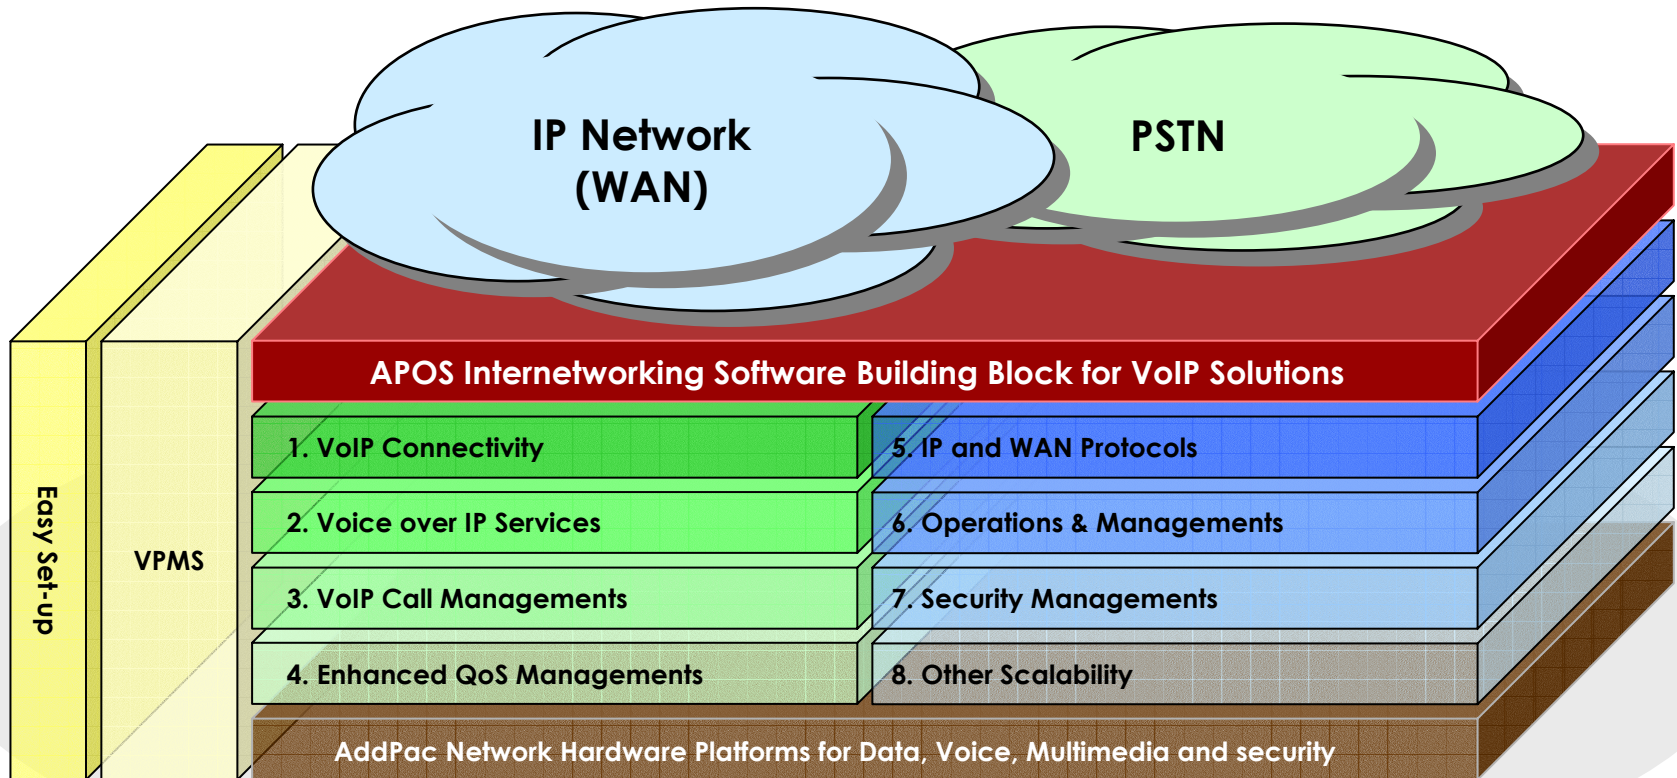 IP Network
(WAN)
PSTN
APOS Internetworking Software Building Block for VoIP Solutions
1. VoIP Connectivity
2. Voice over IP Services
3. VoIP Call Managements
4. Enhanced QoS Managements
5. IP and WAN Protocols
6. Operations & Managements
7. Security Managements
8. Other Scalability
Easy Set-up
VPMS
AddPac Network Hardware Platforms for Data, Voice, Multimedia and security